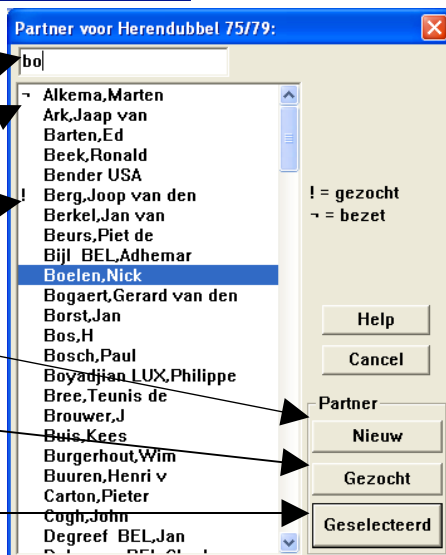 Partner voor Herendubbel 75/79:
bo
¬ Alkema,Marten
Ark,Jaap van
Barten,Ed
Beek,Ronald
Bender USA
! Berg,Joop van den
Berkel,Jan van
Beurs,Piet de
Bijl BEL,Adhemar
Boelen,Nick
Bogaert,Gerard van den
Borst,Jan
Bos,H
Bosch,Paul
Boyadjian LUX,Philippe
Bree,Teunis de
Brouwer,J
Buis,Kees
Burgerhout,Wim
Buuren,Henri v
Carton,Pieter
Cogh,John
Degreef BEL,Jan
! = gezocht
¬ = bezet
Help
Cancel
Partner
Nieuw
Gezocht
Geselecteerd